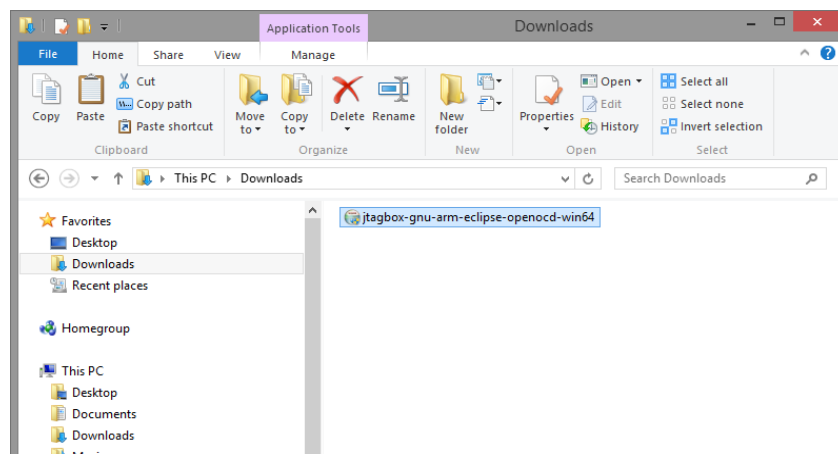 Application Tools
Downloads
File Home Share View Manage
Cut
Copy path
Paste shortcut
Copy Paste
Move to
Copy to
Delete Rename
New folder
Properties
Open
Edit
History
Select all
Select none
Invert selection
Clipboard Organize New Open Select
This PC Downloads
Search Downloads
Favorites
Desktop
Downloads
Recent places
Homegroup
This PC
Desktop
Documents
Downloads
jtagbox-gnu-arm-eclipse-openocd-win64